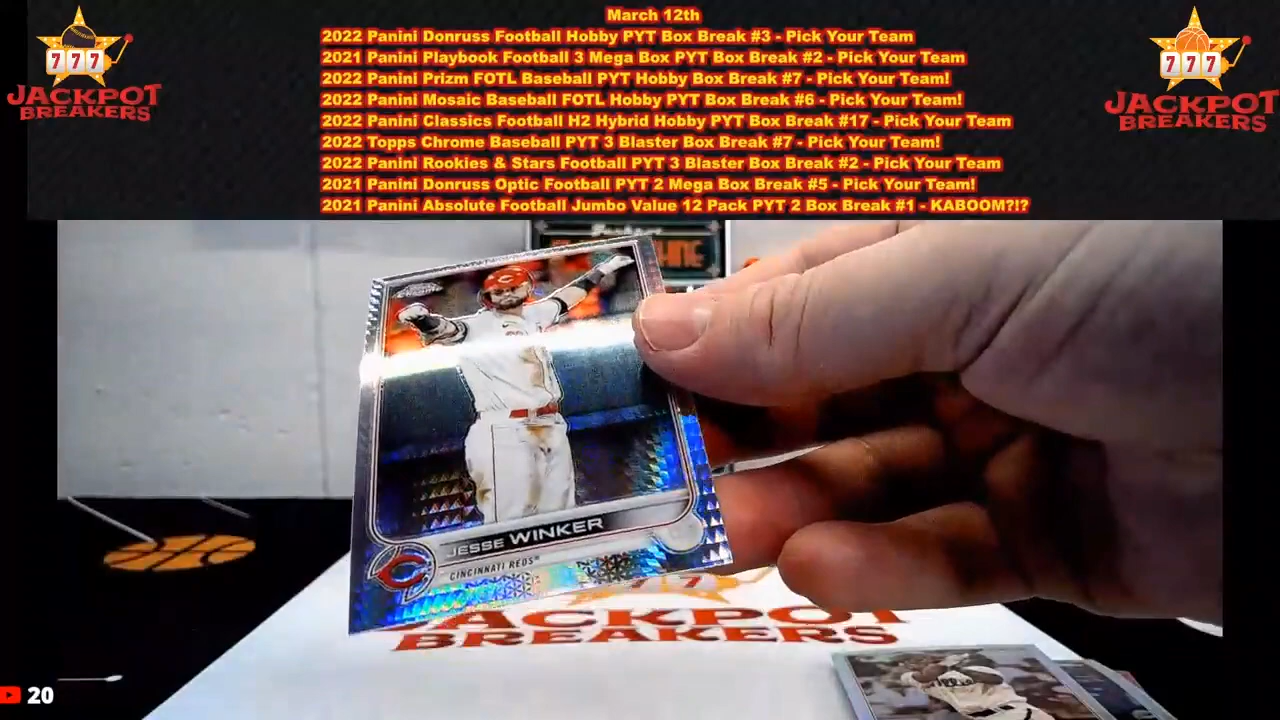 March 12th
2022 Panini Donruss Football Hobby PYT Box Break #3 - Pick Your Team
2021 Panini Playbook Football 3 Mega Box PYT Box Break #2 - Pick Your Team
2022 Panini Prizm FOTL Baseball PYT Hobby Box Break #7 - Pick Your Team!
2022 Panini Mosaic Baseball FOTL Hobby PYT Box Break #6 - Pick Your Team!
2022 Panini Classics Football H2 Hybrid Hobby PYT Box Break #17 - Pick Your Team
2022 Topps Chrome Baseball PYT 3 Blaster Box Break #7 - Pick Your Team!
2022 Panini Rookies & Stars Football PYT 3 Blaster Box Break #2 - Pick Your Team
2021 Panini Donruss Optic Football PYT 2 Mega Box Break #5 - Pick Your Team!
2021 Panini Absolute Football Jumbo Value 12 Pack PYT 2 Box Break #1 - KABOOM?!?
777
JACKPOT
BREAKERS
777
JACKPOT
BREAKERS
JESSE WINKER
CINCINNATI REDS™
JACKPOT
BREAKERS
20